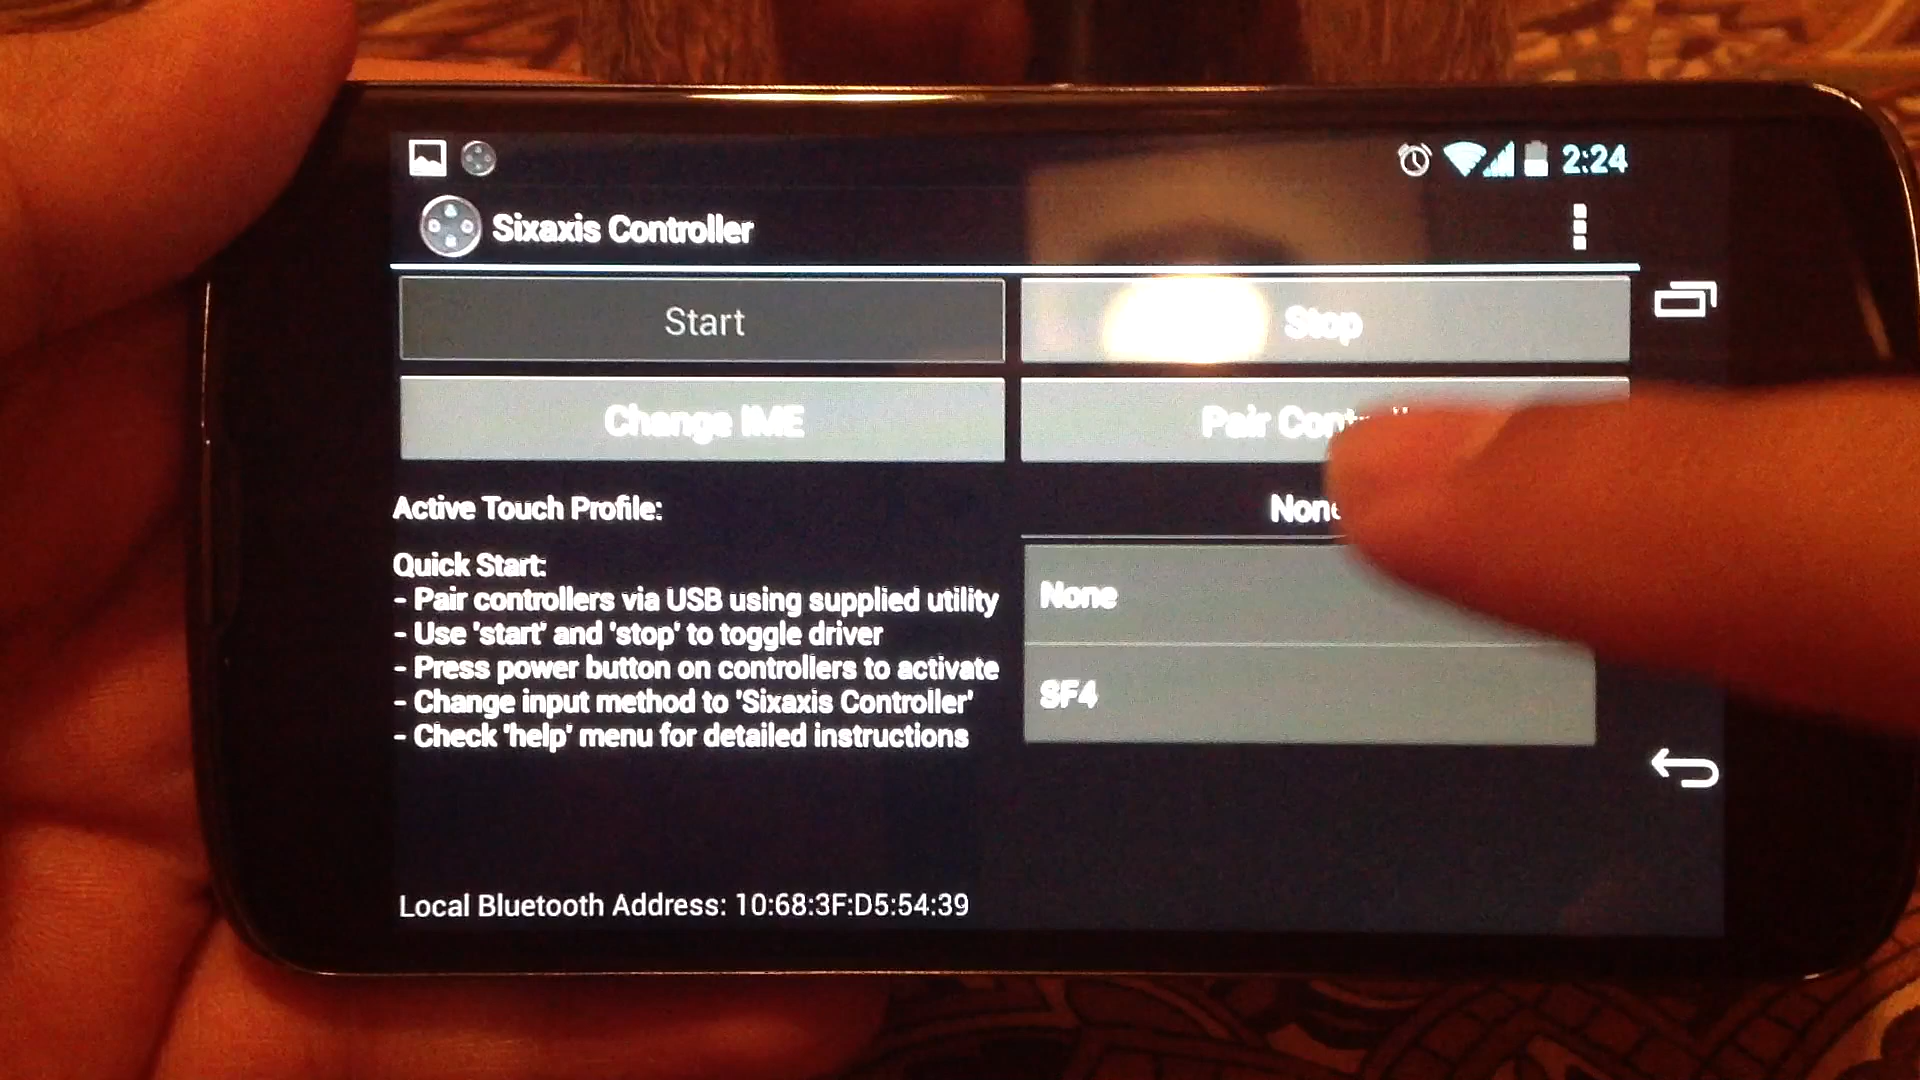 2:24
Sixaxis Controller
Start
Stop
Change IME
Pair
Active Touch Profile:
None
Quick Start:
- Pair controllers via USB using supplied utility
- Use 'start' and 'stop' to toggle driver
- Press power button on controllers to activate
- Change input method to 'Sixaxis Controller'
- Check 'help' menu for detailed instructions
None
SF4
Local Bluetooth Address: 10:68:3F:D5:54:39